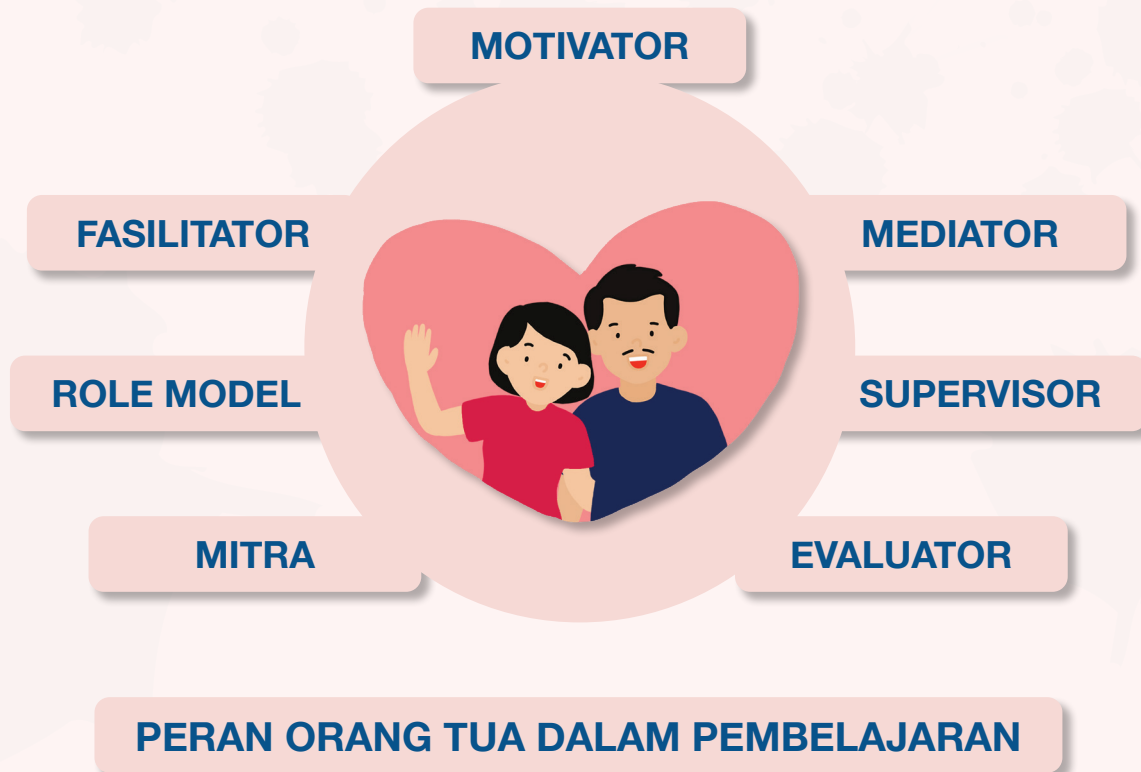 MOTIVATOR
FASILITATOR
MEDIATOR
ROLE MODEL
SUPERVISOR
MITRA
EVALUATOR
PERAN ORANG TUA DALAM PEMBELAJARAN